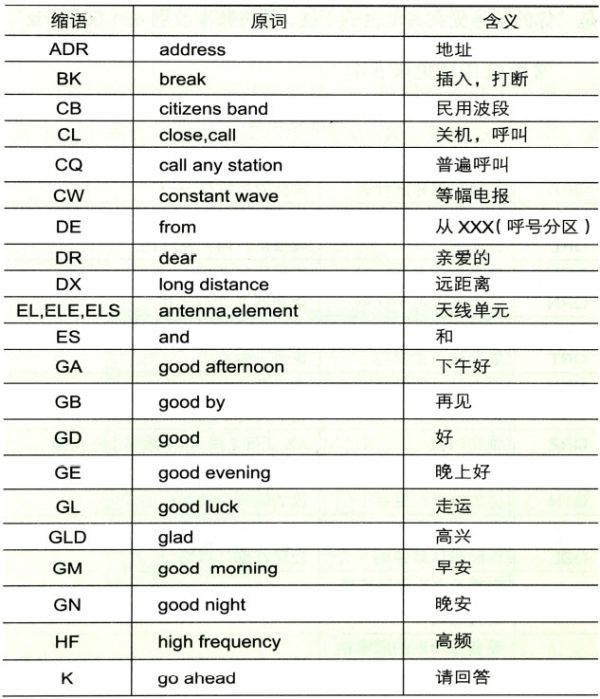 缩语 原词 含义
ADR address 地址
BK break 插入，打断
CB citizens band 民用波段
CL close,call 关机，呼叫
CQ call any station 普遍呼叫
CW constant wave 等幅电报
DE from 从 XXX（呼号分区）
DR dear 亲爱的
DX long distance 远距离
EL,ELE,ELS antenna,element 天线单元
ES and 和
GA good afternoon 下午好
GB good by 再见
GD good 好
GE good evening 晚上好
GL good luck 走运
GLD glad 高兴
GM good morning 早安
GN good night 晚安
HF high frequency 高频
K go ahead 请回答